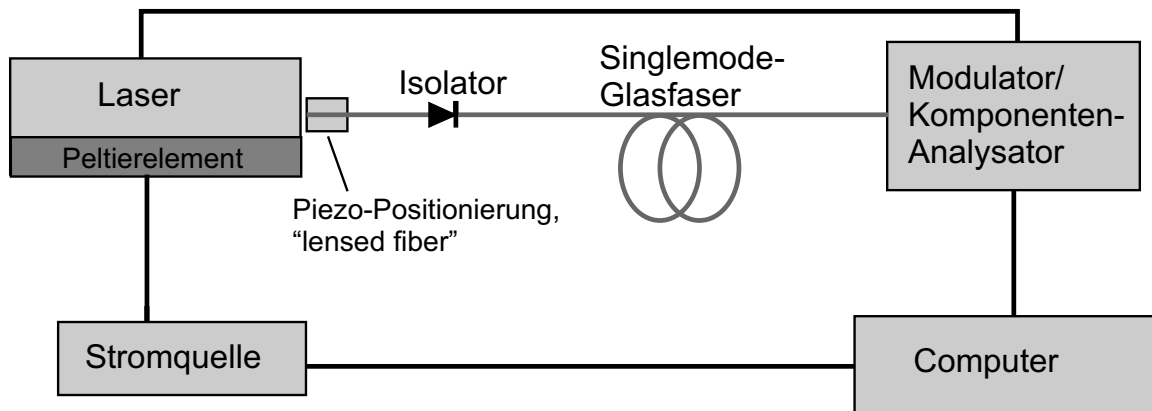 Laser
Peltierelement
Isolator
Singlemode-
Glasfaser
Modulator/
Komponenten-
Analysator
Piezo-Positionierung,
“lensed fiber”
Stromquelle
Computer